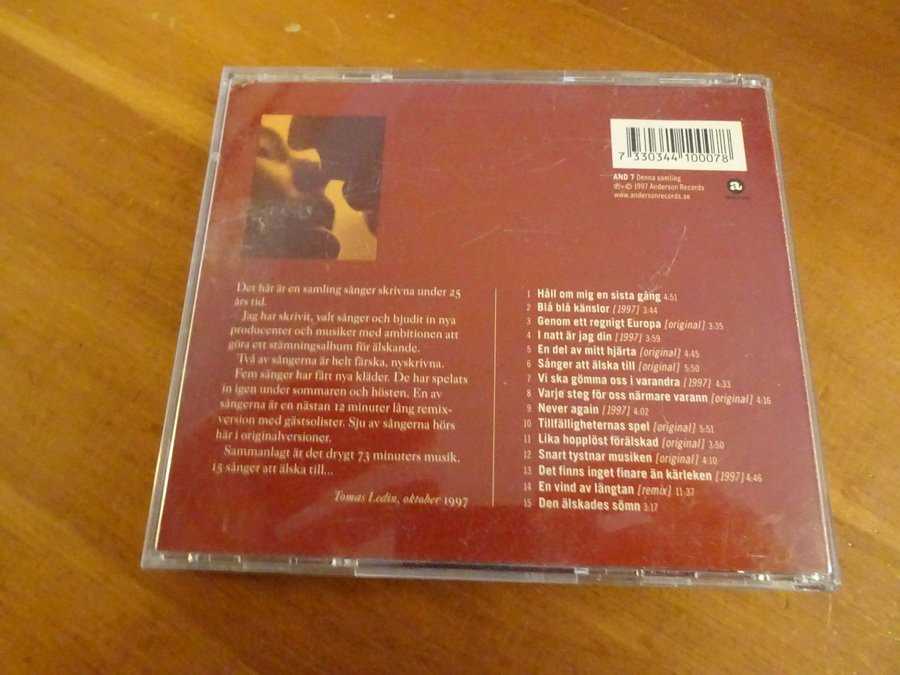 7 330344 100078
AND 7 Denna samling
℗+© 1997 Anderson Records
www.andersonrecords.se
a
Det här är en samling sånger skrivna under 25
års tid.
Jag har skrivit, valt sånger och bjudit in nya
producenter och musiker med ambitionen att
göra ett stämningsalbum för älskande.
Två av sångerna är helt färska, nyskrivna.
Fem sånger har fått nya kläder. De har spelats
in igen under sommaren och hösten. En av
sångerna är en nästan 12 minuter lång remix-
version med gästsolister. Sju av sångerna hörs
här i originalversioner.
Sammanlagt är det drygt 73 minuters musik.
15 sånger att älska till...
Tomas Ledin, oktober 1997
1 Håll om mig en sista gång 4:51
2 Blå blå känslor [1997] 3:44
3 Genom ett regnigt Europa [original] 3:35
4 I natt är jag din [1997] 3:59
5 En del av mitt hjärta [original] 4:45
6 Sånger att älska till [original] 5:50
7 Vi ska gömma oss i varandra [1997] 4:33
8 Varje steg för oss närmare varann [original] 4:16
9 Never again [1997] 4:02
10 Tillfälligheternas spel [original] 5:51
11 Lika hopplöst förälskad [original] 3:50
12 Snart tystnar musiken [original] 4:10
13 Det finns inget finare än kärleken [1997] 4:46
14 En vind av längtan [remix] 11:37
15 Den älskades sömn 3:17